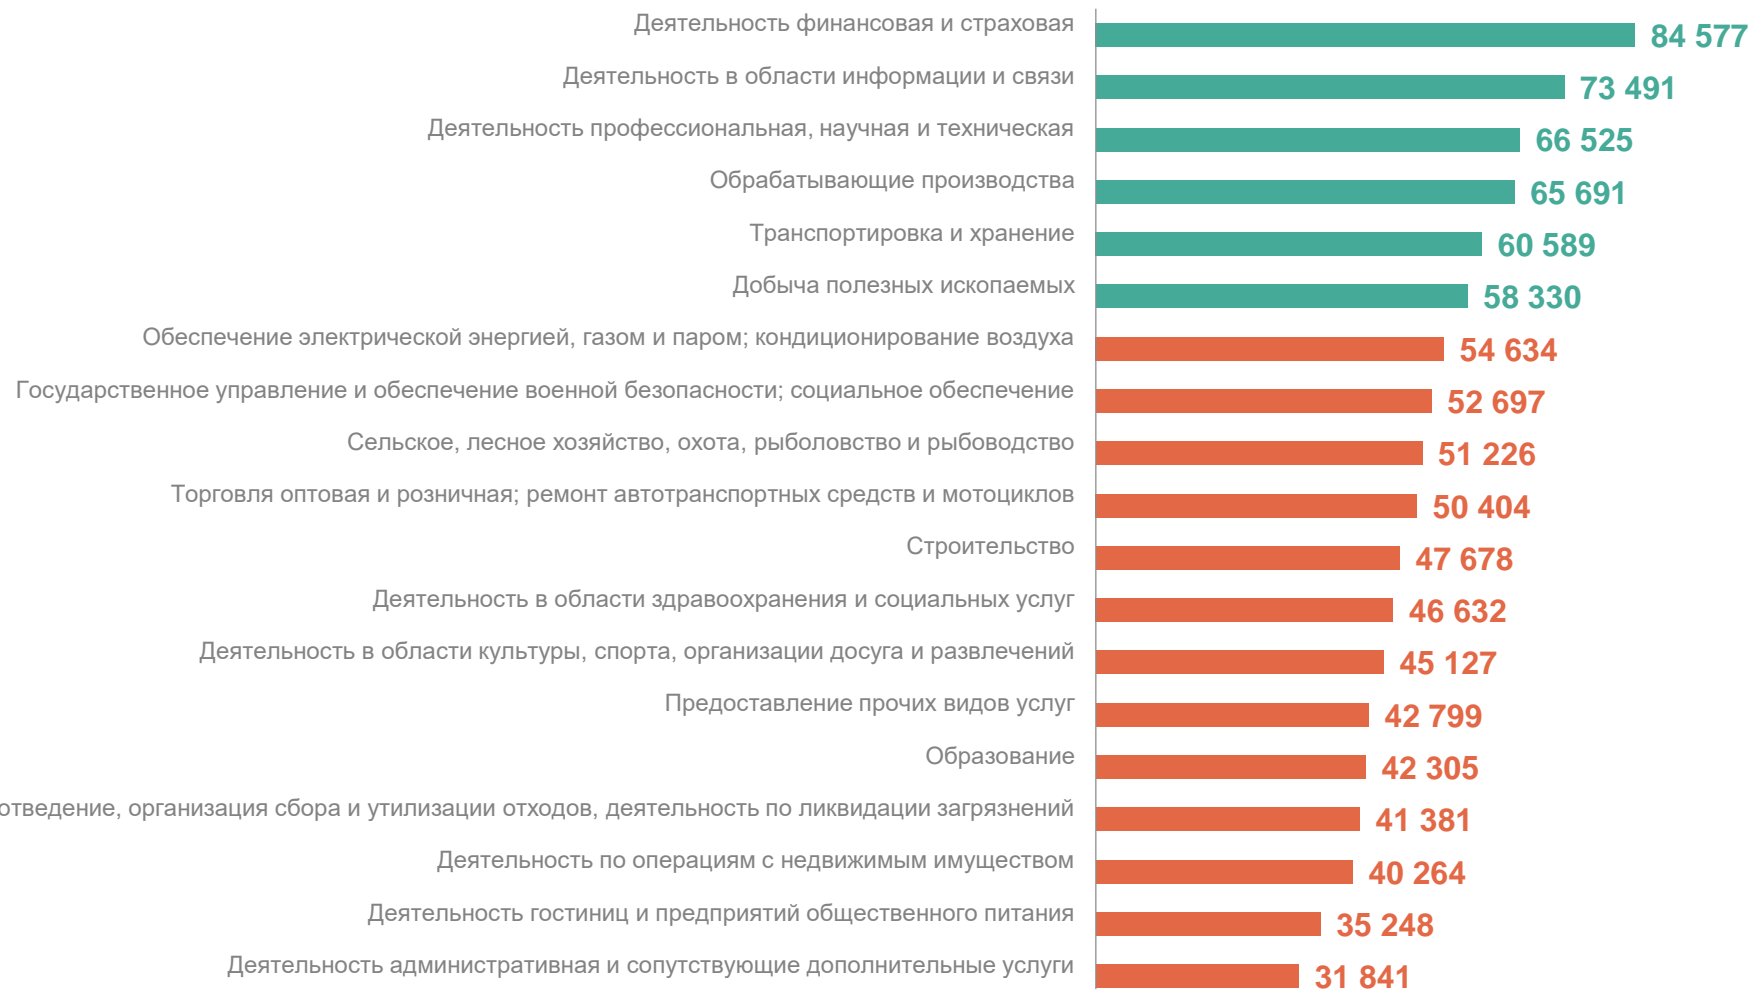 Деятельность финансовая и страховая 84 577
Деятельность в области информации и связи 73 491
Деятельность профессиональная, научная и техническая 66 525
Обрабатывающие производства 65 691
Транспортировка и хранение 60 589
Добыча полезных ископаемых 58 330
Обеспечение электрической энергией, газом и паром; кондиционирование воздуха 54 634
Государственное управление и обеспечение военной безопасности; социальное обеспечение 52 697
Сельское, лесное хозяйство, охота, рыболовство и рыбоводство 51 226
Торговля оптовая и розничная; ремонт автотранспортных средств и мотоциклов 50 404
Строительство 47 678
Деятельность в области здравоохранения и социальных услуг 46 632
Деятельность в области культуры, спорта, организации досуга и развлечений 45 127
Предоставление прочих видов услуг 42 799
Образование 42 305
отведение, организация сбора и утилизации отходов, деятельность по ликвидации загрязнений 41 381
Деятельность по операциям с недвижимым имуществом 40 264
Деятельность гостиниц и предприятий общественного питания 35 248
Деятельность административная и сопутствующие дополнительные услуги 31 841